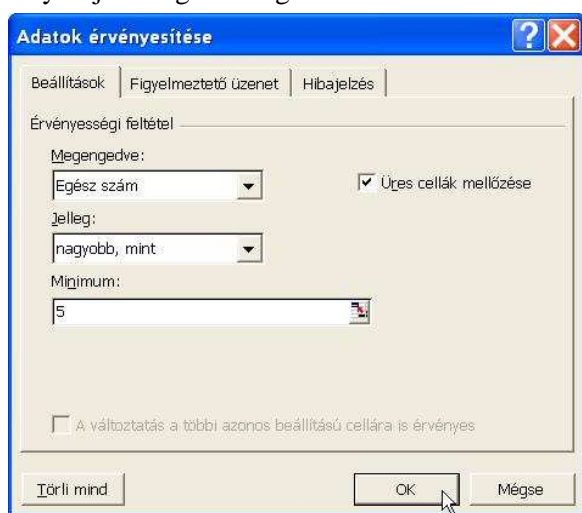 Adatok érvényesítése
Beállítások Figyelmeztető üzenet Hibajelzés
Érvényességi feltétel
Megengedve:
Egész szám Üres cellák mellőzése
Jelleg:
nagyobb, mint
Minimum:
5
A változtatás a többi azonos beállítású cellára is érvényes
Törli mind OK Mégse